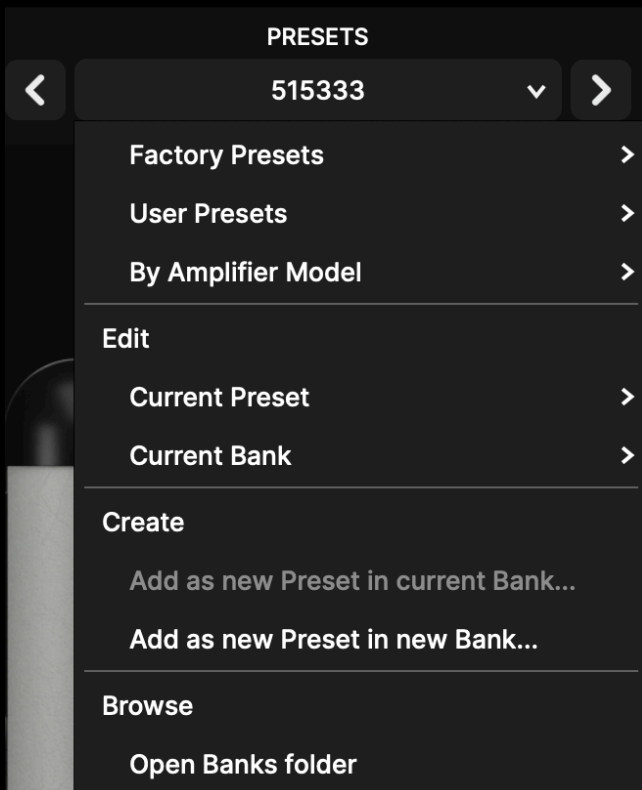 PRESETS
515333
Factory Presets
User Presets
By Amplifier Model
Edit
Current Preset
Current Bank
Create
Add as new Preset in current Bank...
Add as new Preset in new Bank...
Browse
Open Banks folder